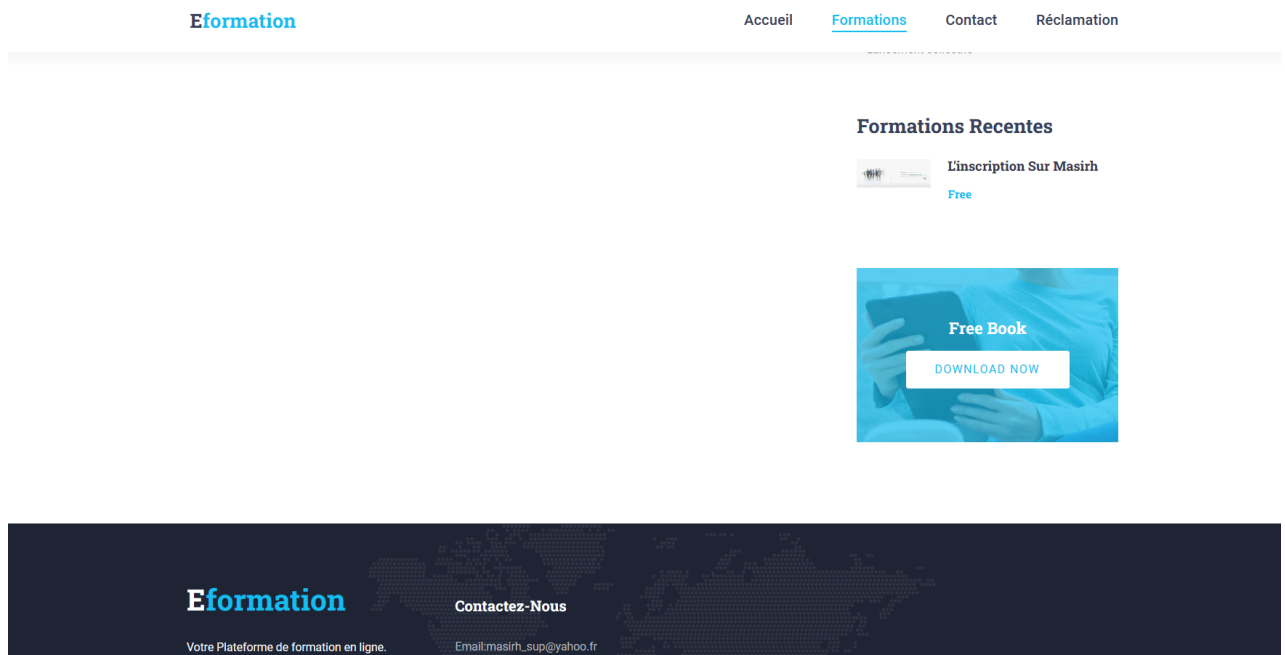 Eformation
Accueil Formations Contact Réclamation
Formations Recentes
L'inscription Sur Masirh
Free
Free Book
DOWNLOAD NOW
Eformation
Contactez-Nous
Votre Plateforme de formation en ligne.
Email:masirh_sup@yahoo.fr